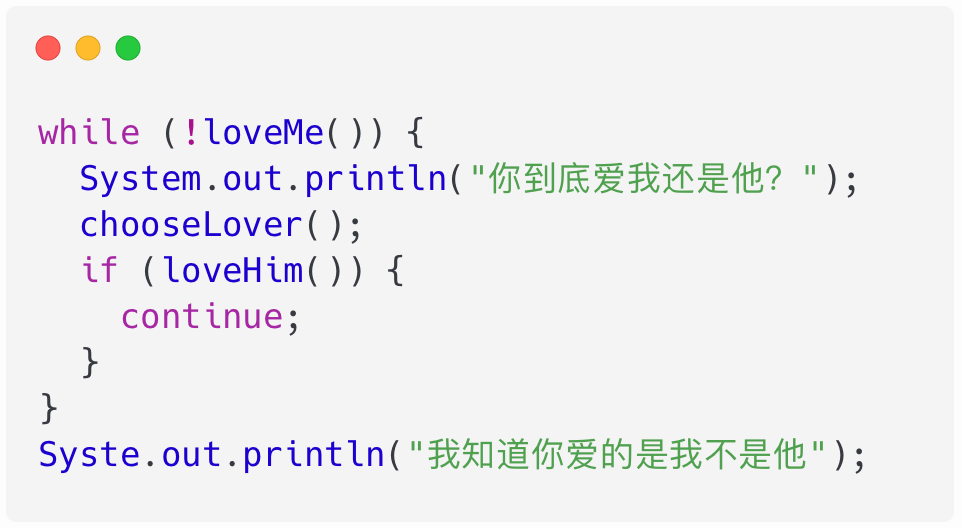 while (!loveMe()) {
  System.out.println("你到底爱我还是他？");
  chooseLover();
  if (loveHim()) {
    continue;
  }
}
Syste.out.println("我知道你爱的是我不是他");